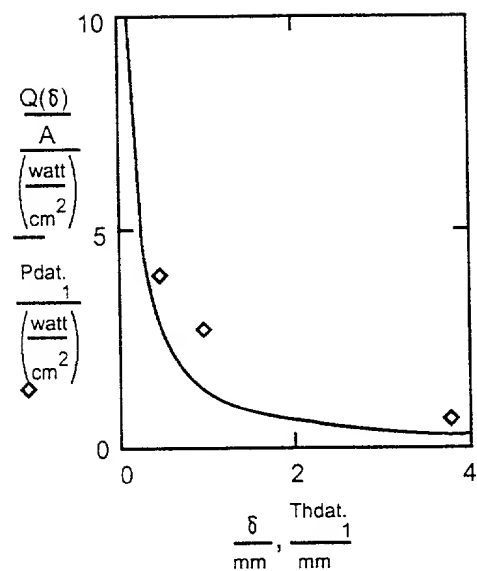 10
Q(δ)
A
(watt
cm²)
5
Pdat.₁
(watt
cm²)
0
0 2 4
δ , Thdat.₁
mm mm